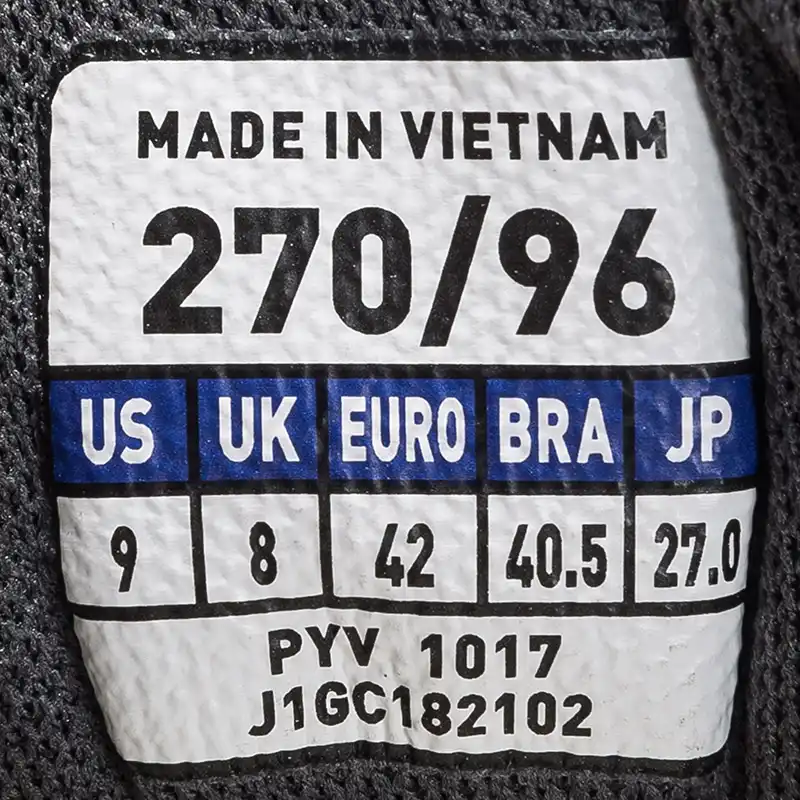 MADE IN VIETNAM
270/96
US UK EURO BRA JP
9 8 42 40.5 27.0
PYV 1017
J1GC182102